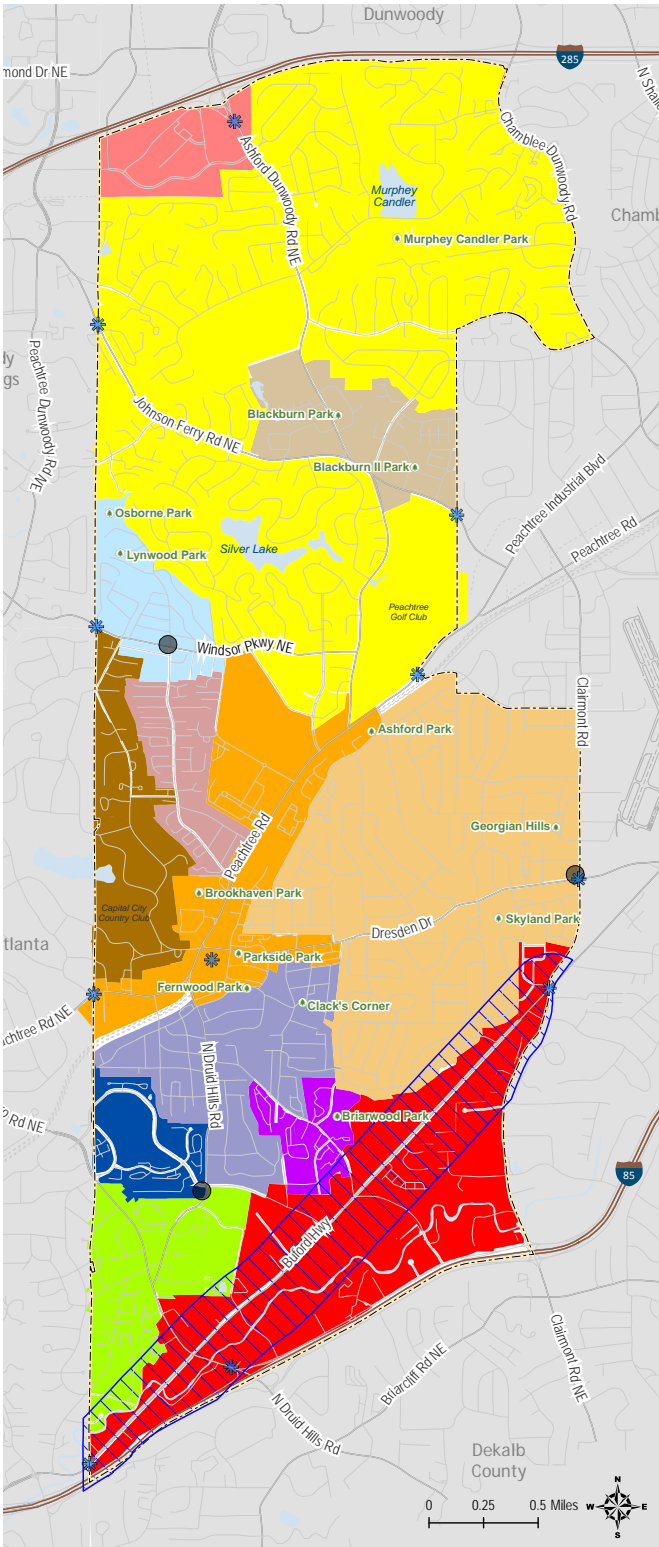 Dunwoody
285
mond Dr NE
N Shall
Ashford Dunwoody Rd NE
Chamblee Dunwoody Rd
Murphey
Candler
Chamb
Murphey Candler Park
dy
gs
Peachtree Dunwoody Rd NE
Johnson Ferry Rd NE
Blackburn Park
Blackburn II Park
Peachtree Industrial Blvd
Peachtree Rd
Osborne Park
Lynwood Park
Silver Lake
Peachtree
Golf Club
Windsor Pkwy NE
Clairmont Rd
Ashford Park
Georgian Hills
Peachtree Rd
Brookhaven Park
Capital City
Country Club
Skyland Park
Dresden Dr
tlanta
Parkside Park
Fernwood Park
Clack's Corner
chtree Rd NE
N Druid Hills Rd
Briarwood Park
o Rd NE
85
Buford Hwy
Clairmont Rd NE
Briarcliff Rd NE
N Druid Hills Rd
Dekalb
County
N
W E
S
0 0.25 0.5 Miles